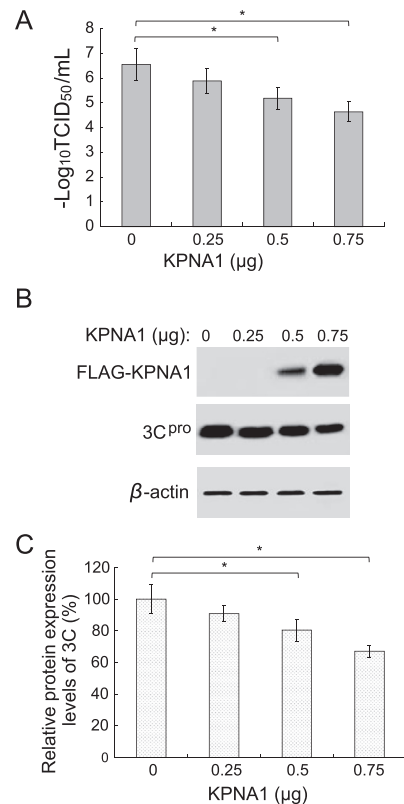 A
*
*
8
7
6
5
4
3
2
1
0
-Log10TCID50/mL
0 0.25 0.5 0.75
KPNA1 (µg)
B
KPNA1 (µg): 0 0.25 0.5 0.75
FLAG-KPNA1
3Cpro
β-actin
C
*
*
120
100
80
60
40
20
0
Relative protein expression
levels of 3C (%)
0 0.25 0.5 0.75
KPNA1 (µg)